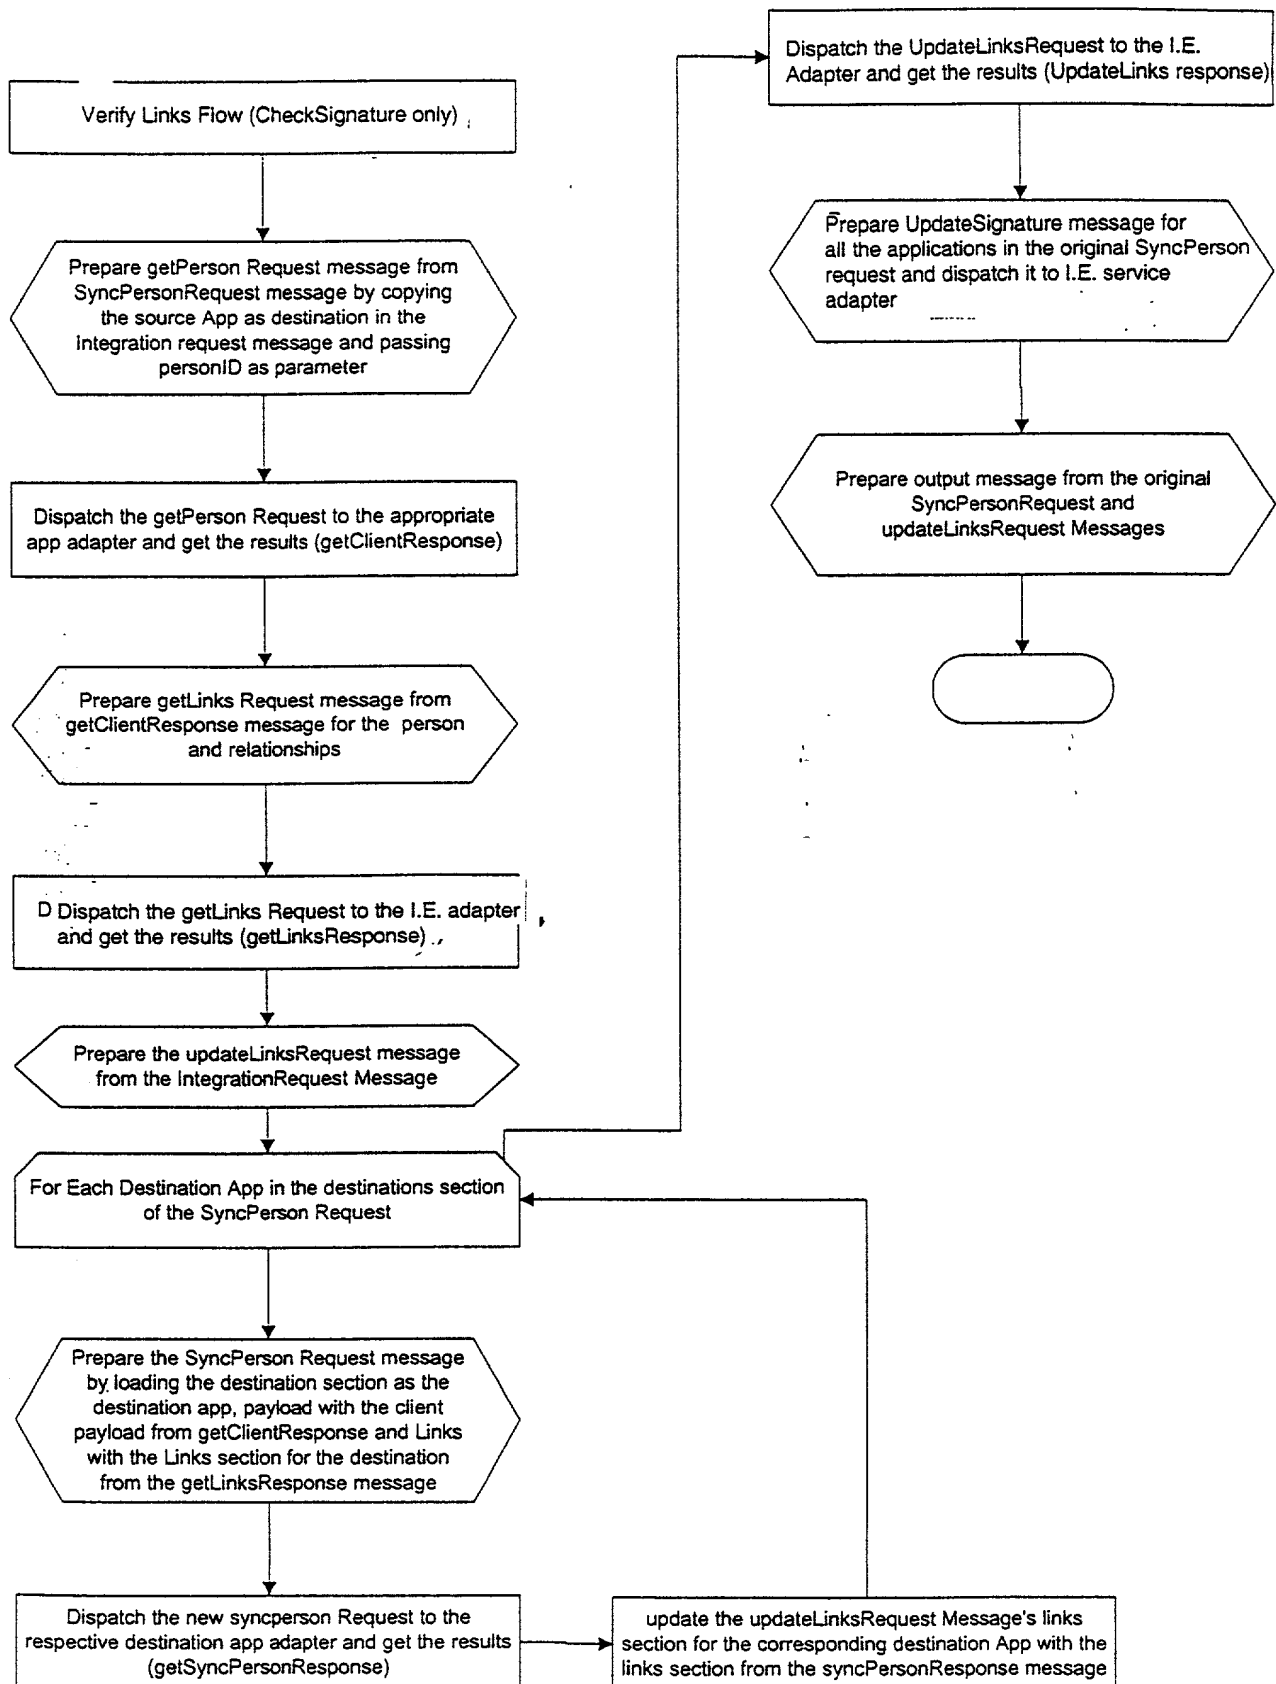 Verify Links Flow (CheckSignature only)
Prepare getPerson Request message from
SyncPersonRequest message by copying
the source App as destination in the
Integration request message and passing
personID as parameter
Dispatch the getPerson Request to the appropriate
app adapter and get the results (getClientResponse)
Prepare getLinks Request message from
getClientResponse message for the person
and relationships
D Dispatch the getLinks Request to the I.E. adapter
and get the results (getLinksResponse)
Prepare the updateLinksRequest message
from the IntegrationRequest Message
For Each Destination App in the destinations section
of the SyncPerson Request
Prepare the SyncPerson Request message
by loading the destination section as the
destination app, payload with the client
payload from getClientResponse and Links
with the Links section for the destination
from the getLinksResponse message
Dispatch the new syncperson Request to the
respective destination app adapter and get the results
(getSyncPersonResponse)
update the updateLinksRequest Message's links
section for the corresponding destination App with the
links section from the syncPersonResponse message
Dispatch the UpdateLinksRequest to the I.E.
Adapter and get the results (UpdateLinks response)
Prepare UpdateSignature message for
all the applications in the original SyncPerson
request and dispatch it to I.E. service
adapter
Prepare output message from the original
SyncPersonRequest and
updateLinksRequest Messages